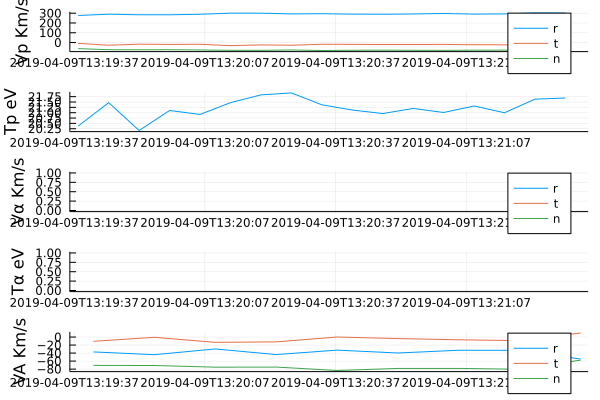 Vp Km/s
300
200
100
0
r
t
n
2019-04-09T13:19:37 2019-04-09T13:20:07 2019-04-09T13:20:37 2019-04-09T13:21
Tp eV
21.75
21.50
21.25
21.00
20.75
20.50
20.25
2019-04-09T13:19:37 2019-04-09T13:20:07 2019-04-09T13:20:37 2019-04-09T13:21:07
Vα Km/s
1.00
0.75
0.50
0.25
0.00
r
t
n
2019-04-09T13:19:37 2019-04-09T13:20:07 2019-04-09T13:20:37 2019-04-09T13:21
Tα eV
1.00
0.75
0.50
0.25
0.00
2019-04-09T13:19:37 2019-04-09T13:20:07 2019-04-09T13:20:37 2019-04-09T13:21:07
VA Km/s
0
−20
−40
−60
−80
r
t
n
2019-04-09T13:19:37 2019-04-09T13:20:07 2019-04-09T13:20:37 2019-04-09T13:21